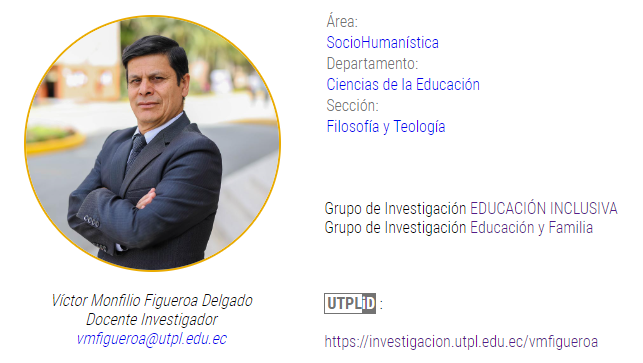 Área:
SocioHumanística
Departamento:
Ciencias de la Educación
Sección:
Filosofía y Teología
Grupo de Investigación EDUCACIÓN INCLUSIVA
Grupo de Investigación Educación y Familia
Víctor Monfilio Figueroa Delgado
Docente Investigador
vmfigueroa@utpl.edu.ec
UTPLiD :
https://investigacion.utpl.edu.ec/vmfigueroa